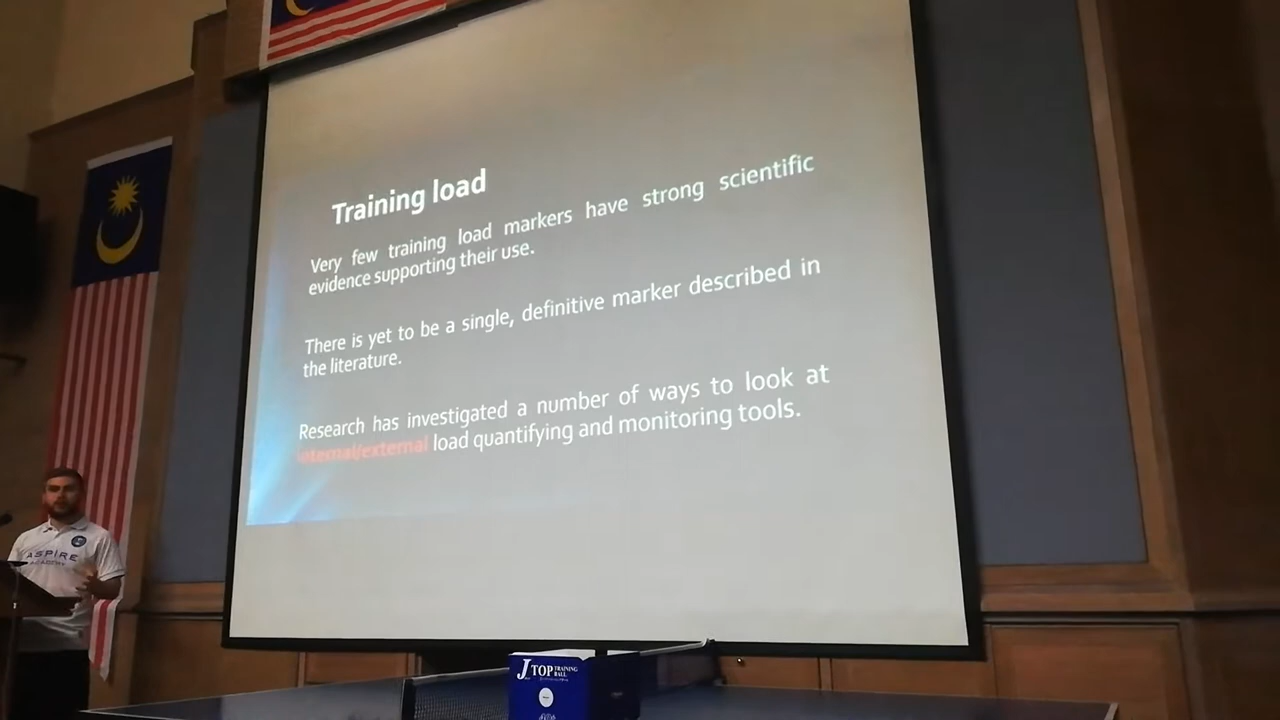 Training load
Very few training load markers have strong scientific
evidence supporting their use.
There is yet to be a single, definitive marker described in
the literature.
Research has investigated a number of ways to look at
internal/external load quantifying and monitoring tools.
ASPIRE
ACADEMY
J TOP TRAINING
BALL